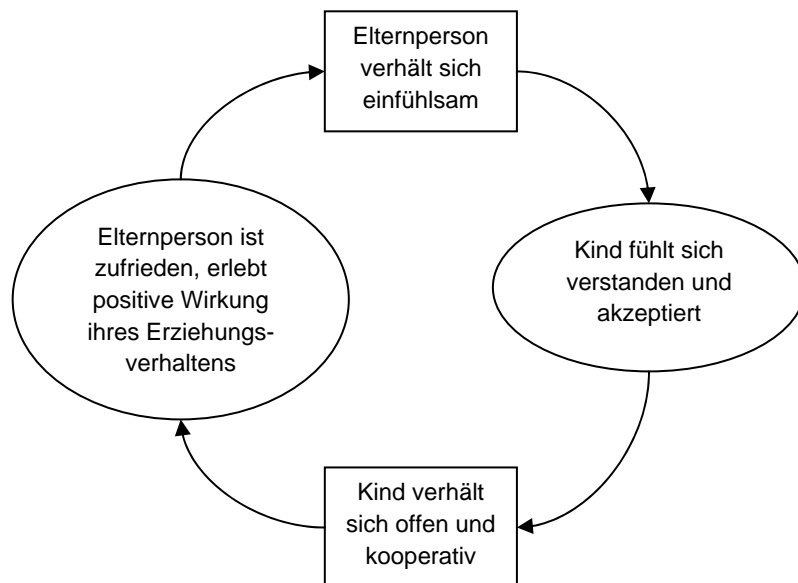 Elternperson
verhält sich
einfühlsam
Kind fühlt sich
verstanden und
akzeptiert
Kind verhält
sich offen und
kooperativ
Elternperson ist
zufrieden, erlebt
positive Wirkung
ihres Erziehungs-
verhaltens